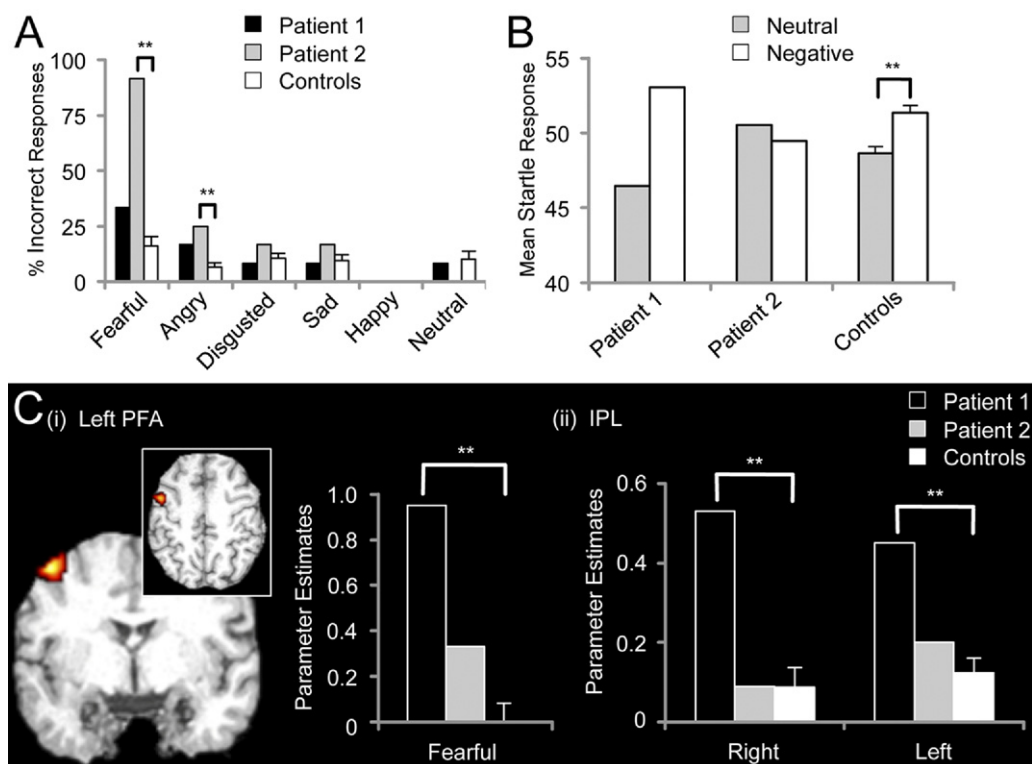 A
Patient 1
Patient 2
Controls
% Incorrect Responses
100
75
50
25
0
**
**
Fearful
Angry
Disgusted
Sad
Happy
Neutral
B
Neutral
Negative
Mean Startle Response
55
50
45
40
**
Patient 1
Patient 2
Controls
C
(i) Left PFA
Parameter Estimates
1.0
0.8
0.4
0.2
0
**
Fearful
(ii) IPL
Patient 1
Patient 2
Controls
Parameter Estimates
0.6
0.4
0.2
0
**
**
Right
Left